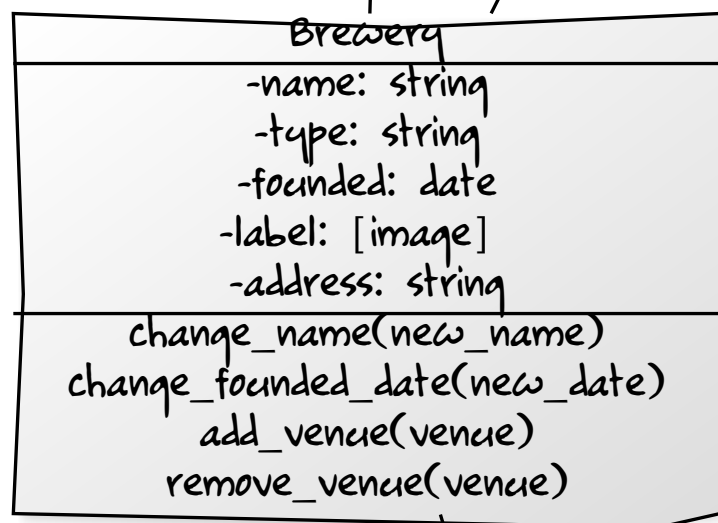 Brewery
-name: string
-type: string
-founded: date
-label: [image]
-address: string
change_name(new_name)
change_founded_date(new_date)
add_venue(venue)
remove_venue(venue)